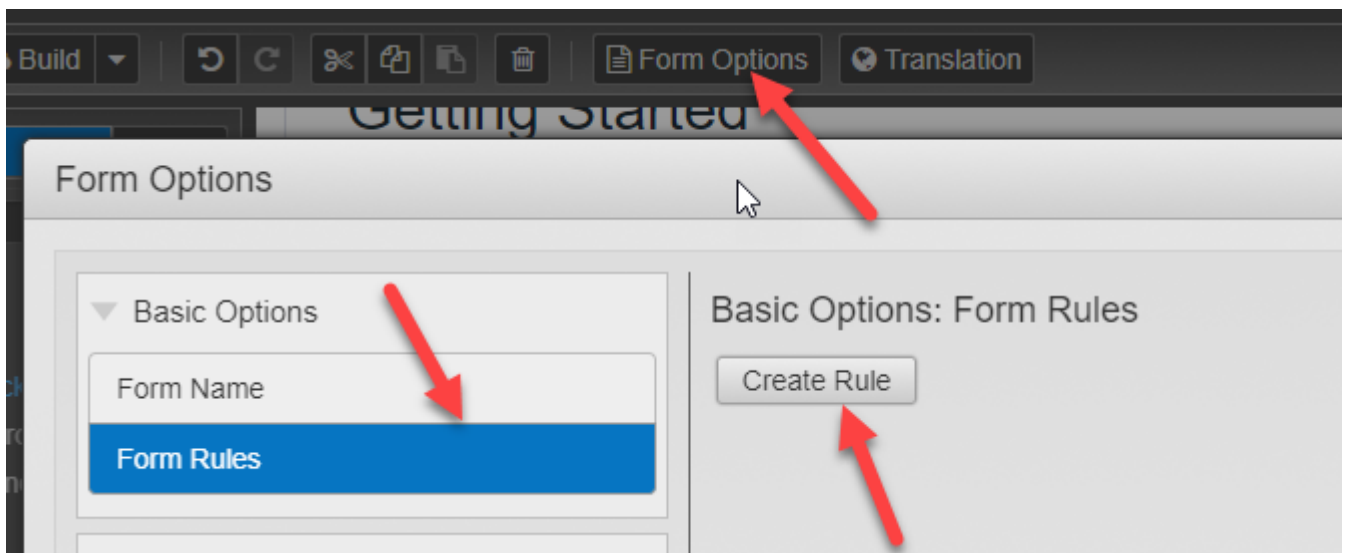 Build Form Options Translation
Getting Started
Form Options
Basic Options
Form Name
Form Rules
Basic Options: Form Rules
Create Rule